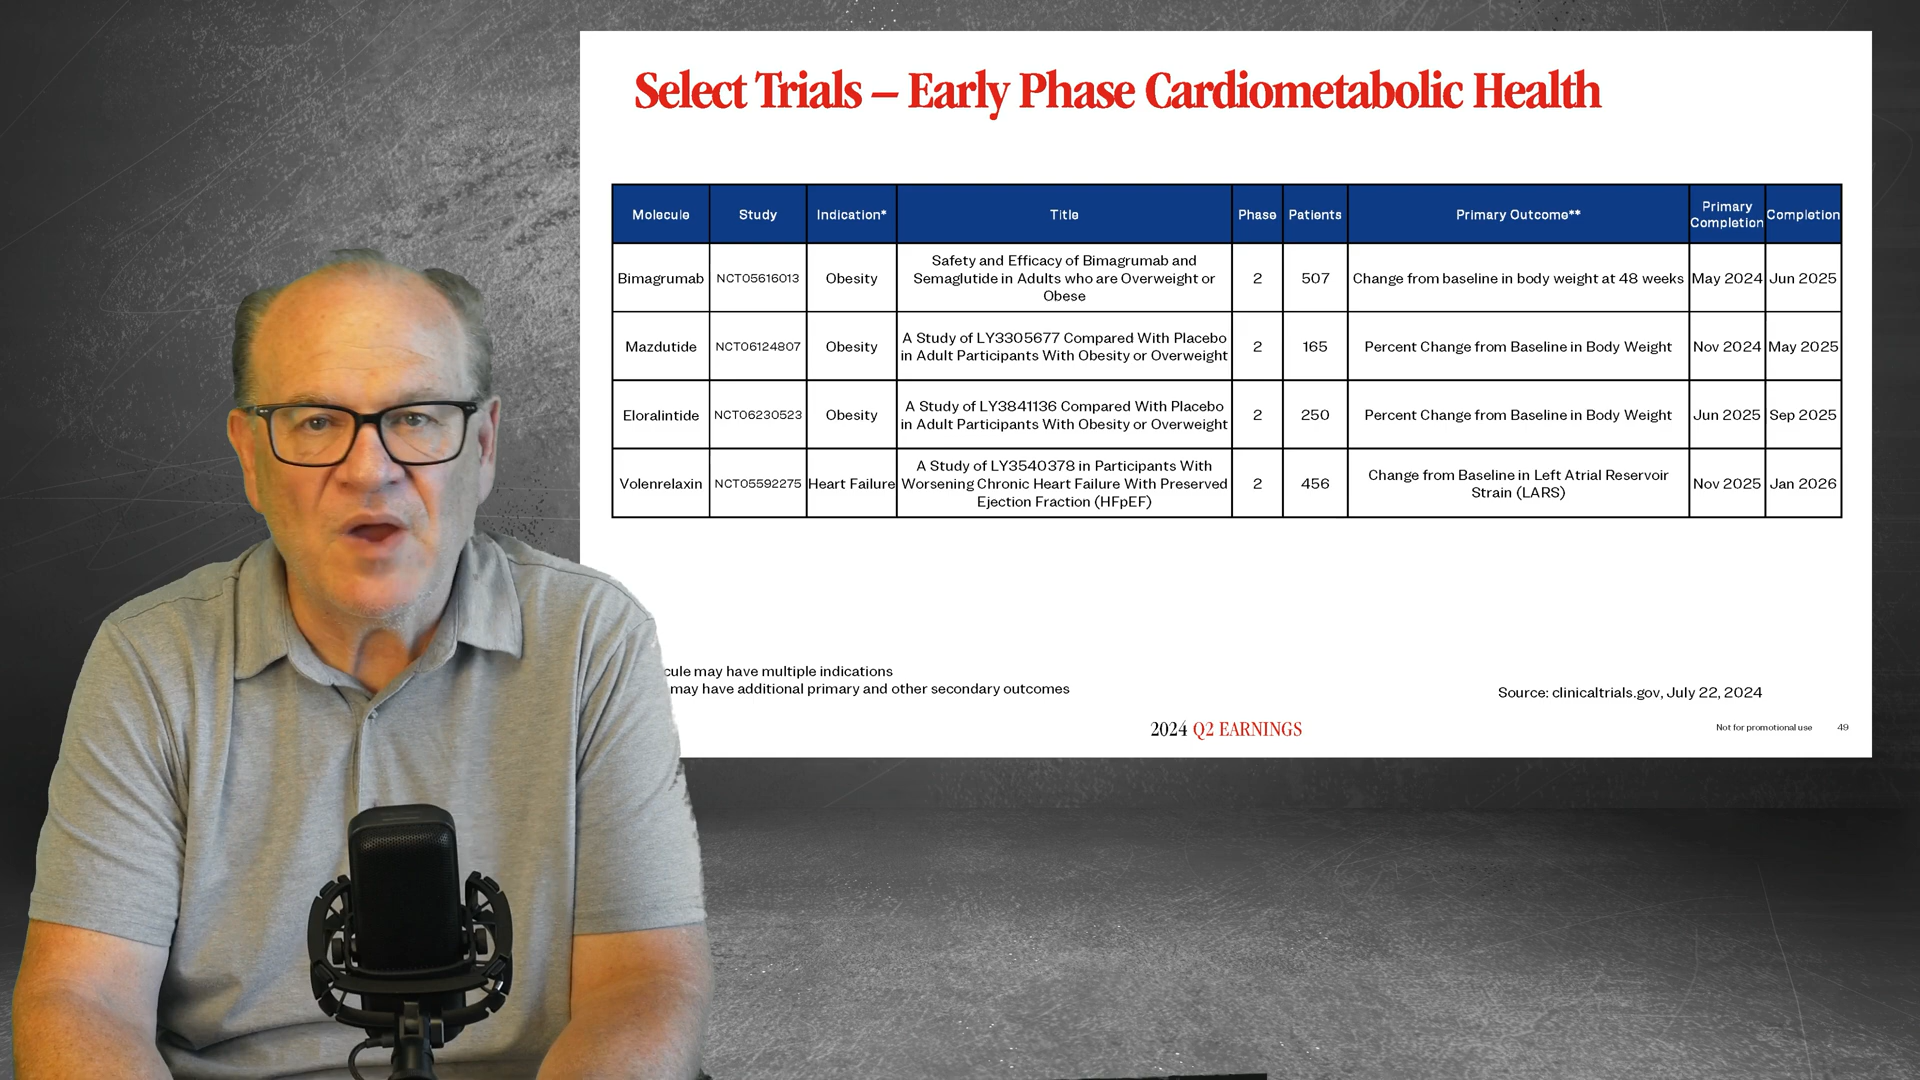 Select Trials – Early Phase Cardiometabolic Health
Molecule Study Indication* Title Phase Patients Primary Outcome** Primary Completion Completion
Bimagrumab NCT05616013 Obesity Safety and Efficacy of Bimagrumab and Semaglutide in Adults who are Overweight or Obese 2 507 Change from baseline in body weight at 48 weeks May 2024 Jun 2025
Mazdutide NCT06124807 Obesity A Study of LY3305677 Compared With Placebo in Adult Participants With Obesity or Overweight 2 165 Percent Change from Baseline in Body Weight Nov 2024 May 2025
Eloralintide NCT06230523 Obesity A Study of LY3841136 Compared With Placebo in Adult Participants With Obesity or Overweight 2 250 Percent Change from Baseline in Body Weight Jun 2025 Sep 2025
Volenrelaxin NCT05592275 Heart Failure A Study of LY3540378 in Participants With Worsening Chronic Heart Failure With Preserved Ejection Fraction (HFpEF) 2 456 Change from Baseline in Left Atrial Reservoir Strain (LARS) Nov 2025 Jan 2026
may have multiple indications
may have additional primary and other secondary outcomes
Source: clinicaltrials.gov, July 22, 2024
2024 Q2 EARNINGS
Not for promotional use 49